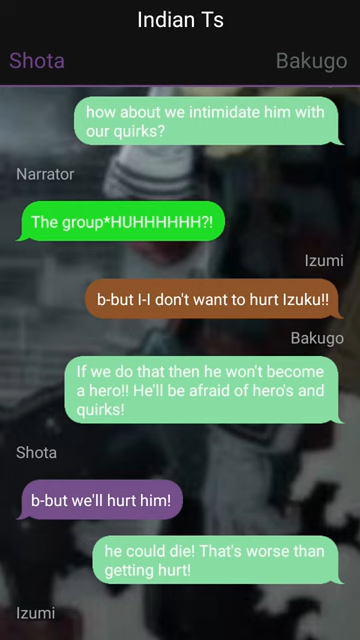 Indian Ts
Shota Bakugo
how about we intimidate him with
our quirks?
Narrator
The group*HUHHHHHH?!
Izumi
b-but I-I don't want to hurt Izuku!!
Bakugo
If we do that then he won't become
a hero!! He'll be afraid of hero's and
quirks!
Shota
b-but we'll hurt him!
he could die! That's worse than
getting hurt!
Izumi